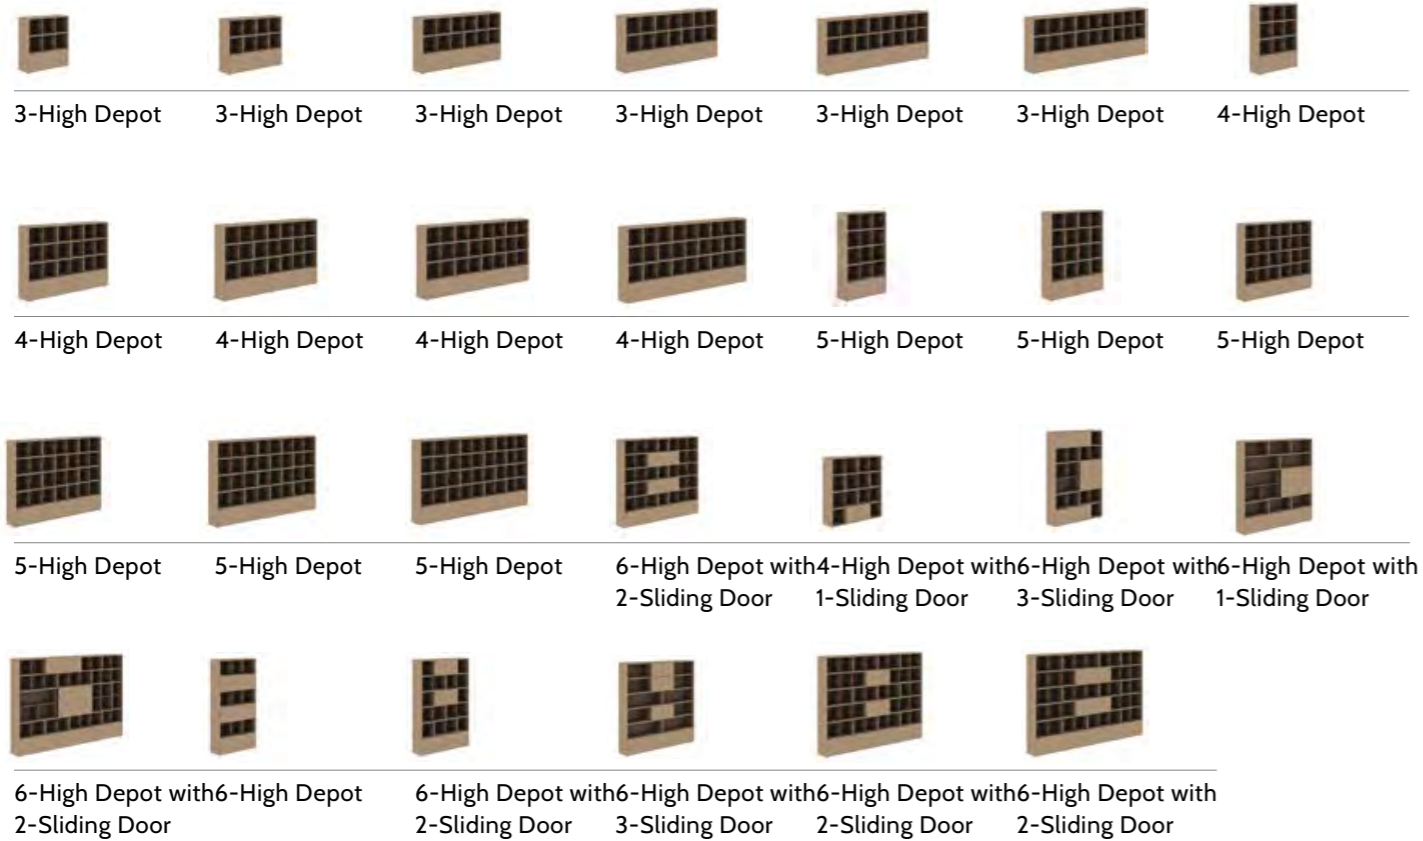 3-High Depot 3-High Depot 3-High Depot 3-High Depot 3-High Depot 3-High Depot 4-High Depot
4-High Depot 4-High Depot 4-High Depot 4-High Depot 5-High Depot 5-High Depot 5-High Depot
5-High Depot 5-High Depot 5-High Depot 6-High Depot with 4-High Depot with 6-High Depot with 6-High Depot with
2-Sliding Door 1-Sliding Door 3-Sliding Door 1-Sliding Door
6-High Depot with 6-High Depot 6-High Depot with 6-High Depot with 6-High Depot with 6-High Depot with
2-Sliding Door 2-Sliding Door 3-Sliding Door 2-Sliding Door 2-Sliding Door